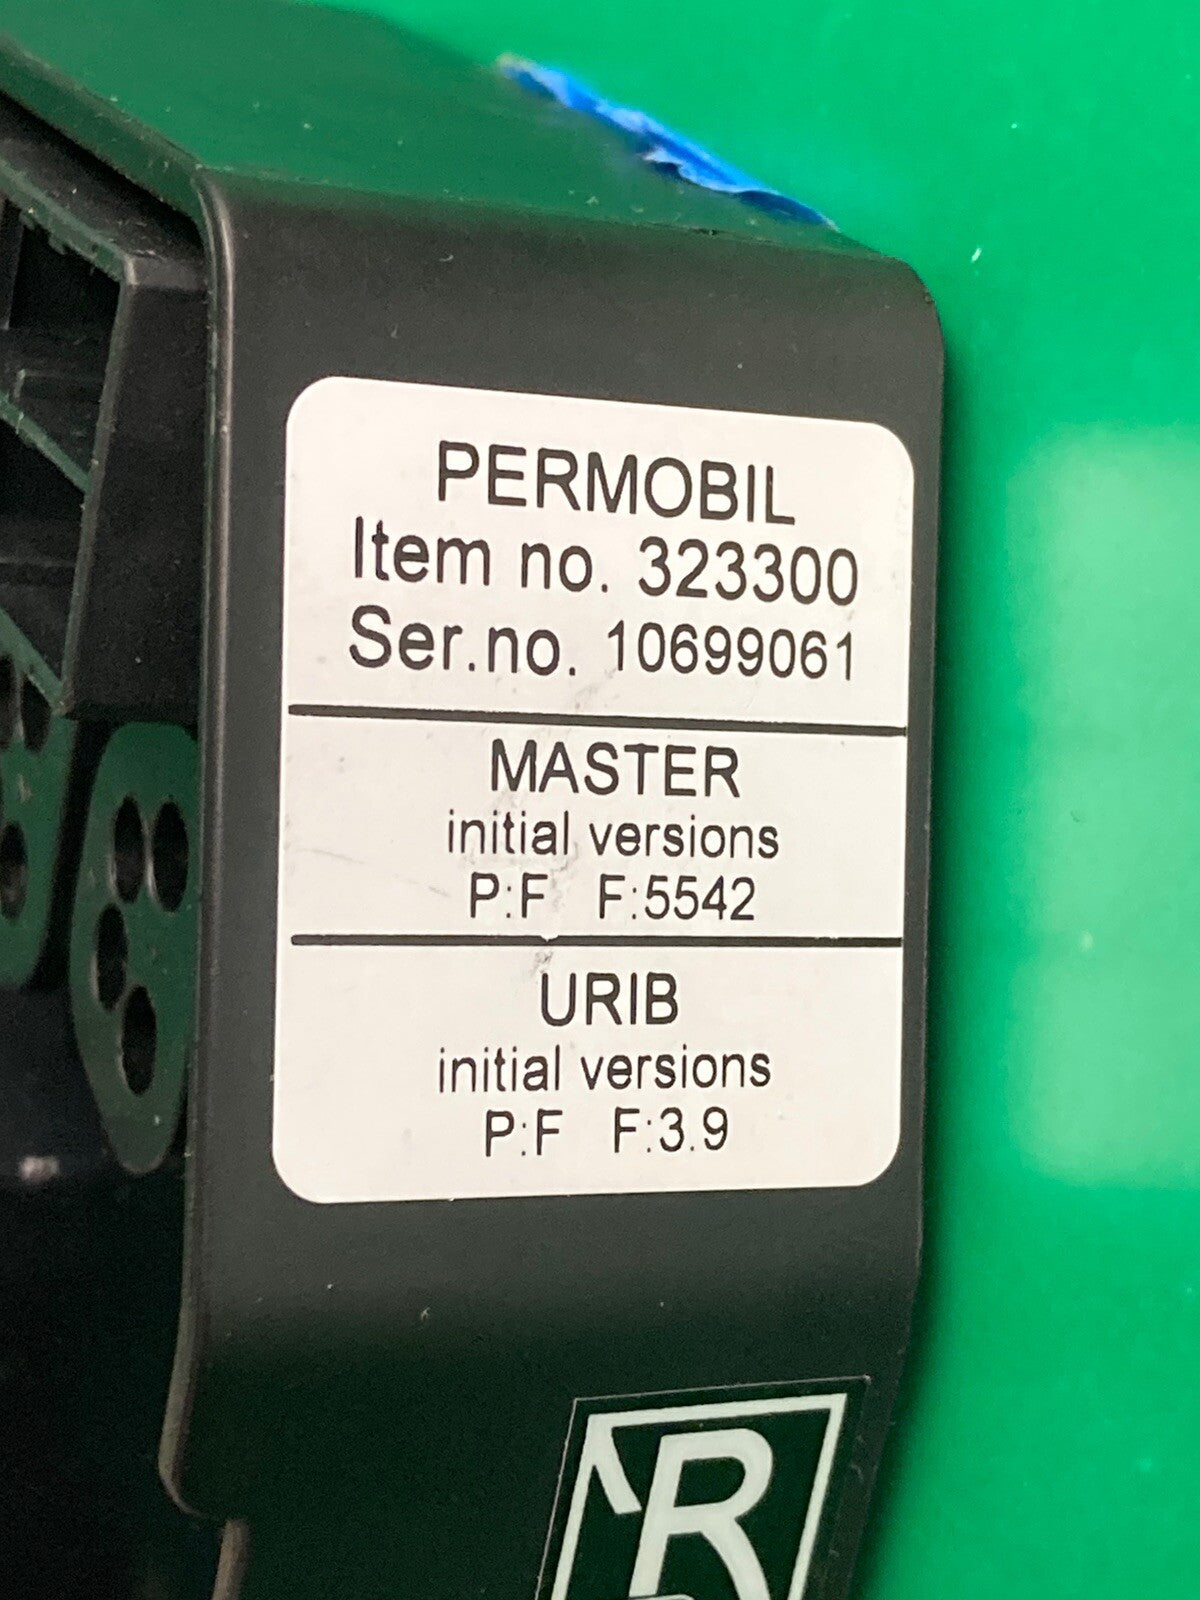 PERMOBIL
Item no. 323300
Ser.no. 10699061
MASTER
initial versions
P:F F:5542
URIB
initial versions
P:F F:3.9
R